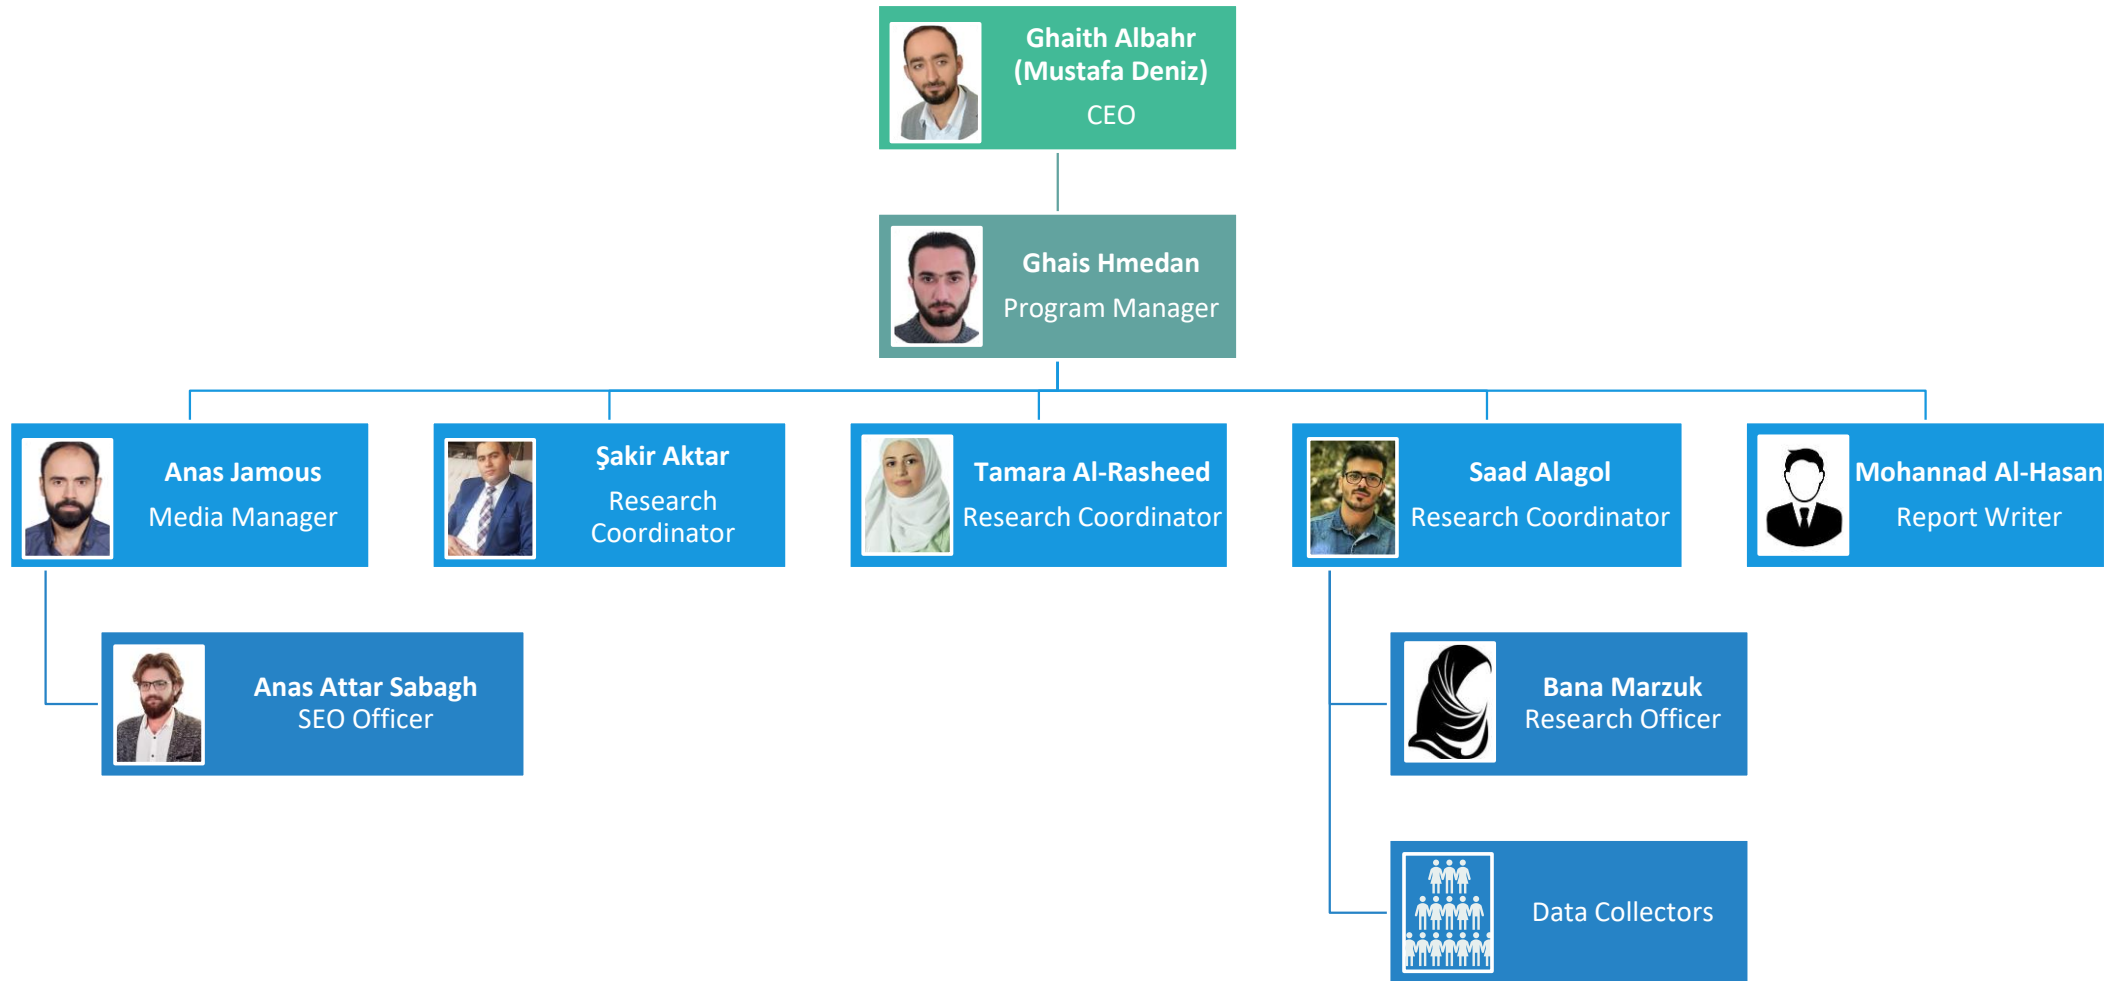 Ghaith Albahr
(Mustafa Deniz)
CEO
Ghais Hmedan
Program Manager
Anas Jamous
Media Manager
Şakir Aktar
Research
Coordinator
Tamara Al-Rasheed
Research Coordinator
Saad Alagol
Research Coordinator
Mohannad Al-Hasan
Report Writer
Anas Attar Sabagh
SEO Officer
Bana Marzuk
Research Officer
Data Collectors